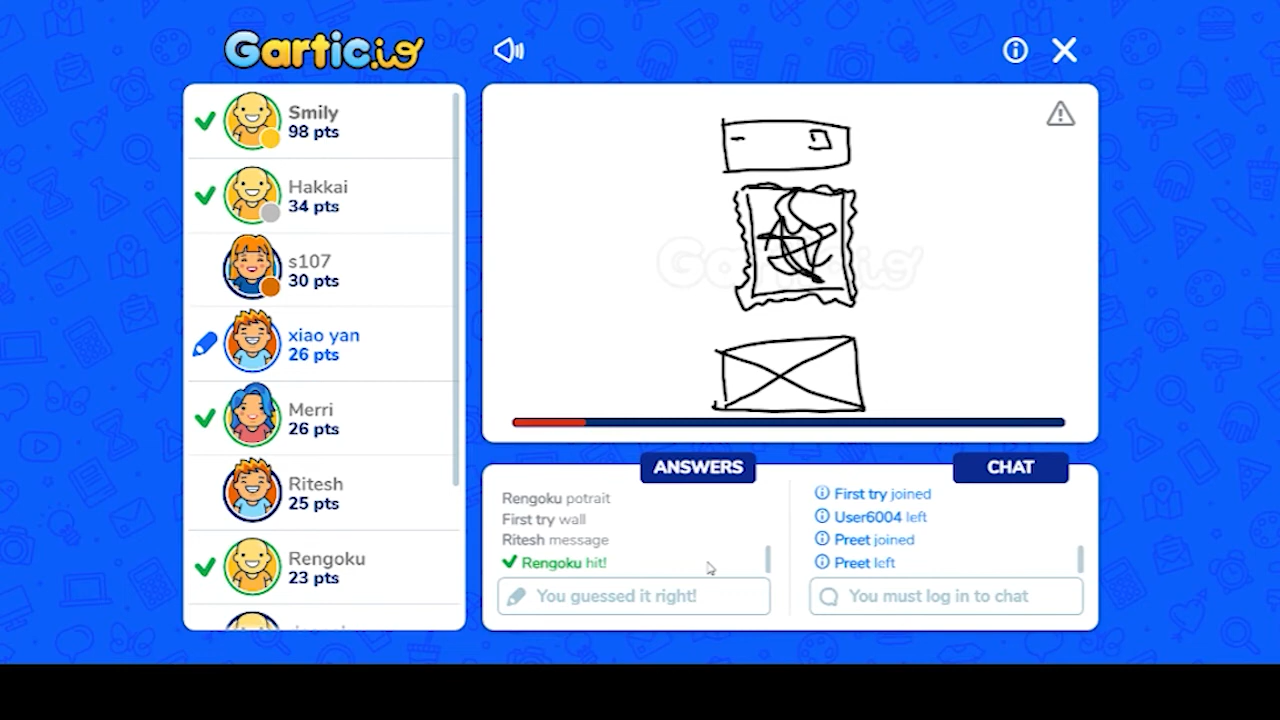 Gartic.io
Smily
98 pts
Hakkai
34 pts
s107
30 pts
xiao yan
26 pts
Merri
26 pts
Ritesh
25 pts
Rengoku
23 pts
Gartic.io
ANSWERS
Rengoku potrait
First try wall
Ritesh message
Rengoku hit!
You guessed it right!
CHAT
First try joined
User6004 left
Preet joined
Preet left
You must log in to chat